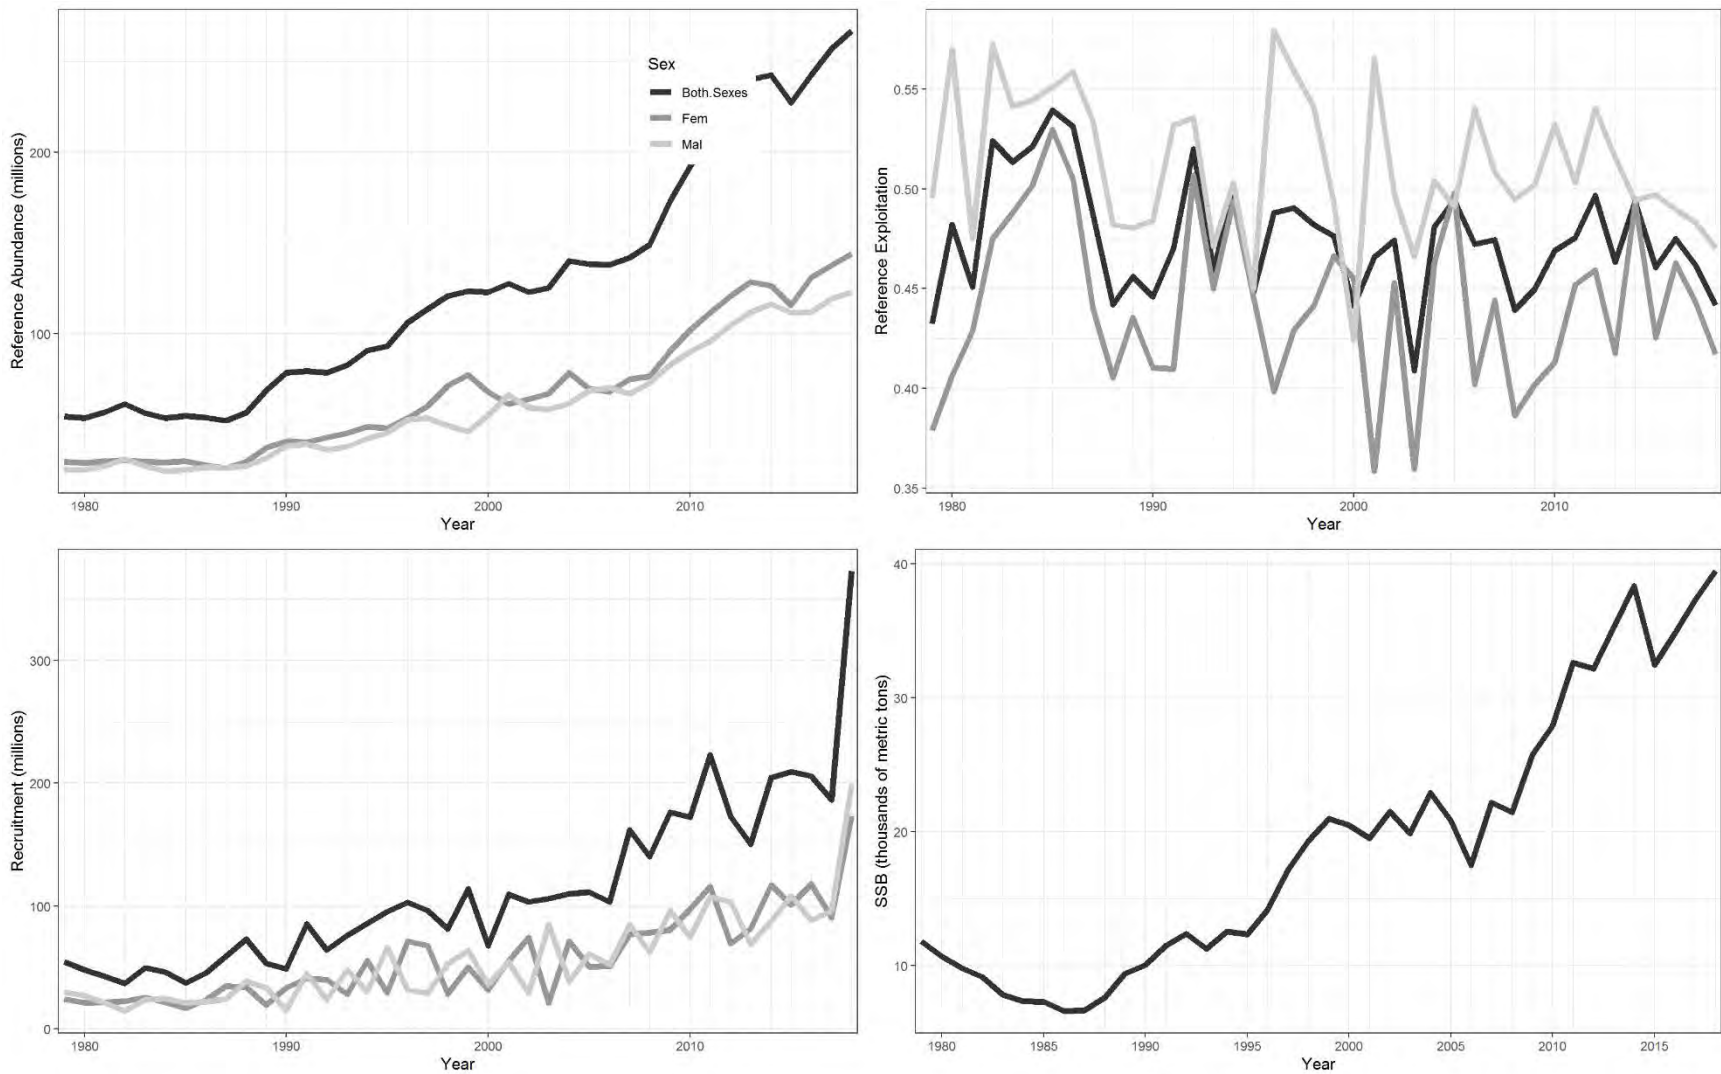 Reference Abundance (millions)
200
100
Sex
Both.Sexes
Fem
Mal
1980
1990
2000
2010
Year
Reference Exploitation
0.55
0.50
0.45
0.40
0.35
1980
1990
2000
2010
Year
Recruitment (millions)
300
200
100
0
1980
1990
2000
2010
Year
SSB (thousands of metric tons)
40
30
20
10
1980
1985
1990
1995
2000
2005
2010
2015
Year